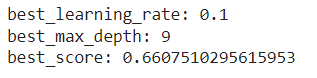 best_learning_rate: 0.1
best_max_depth: 9
best_score: 0.6607510295615953